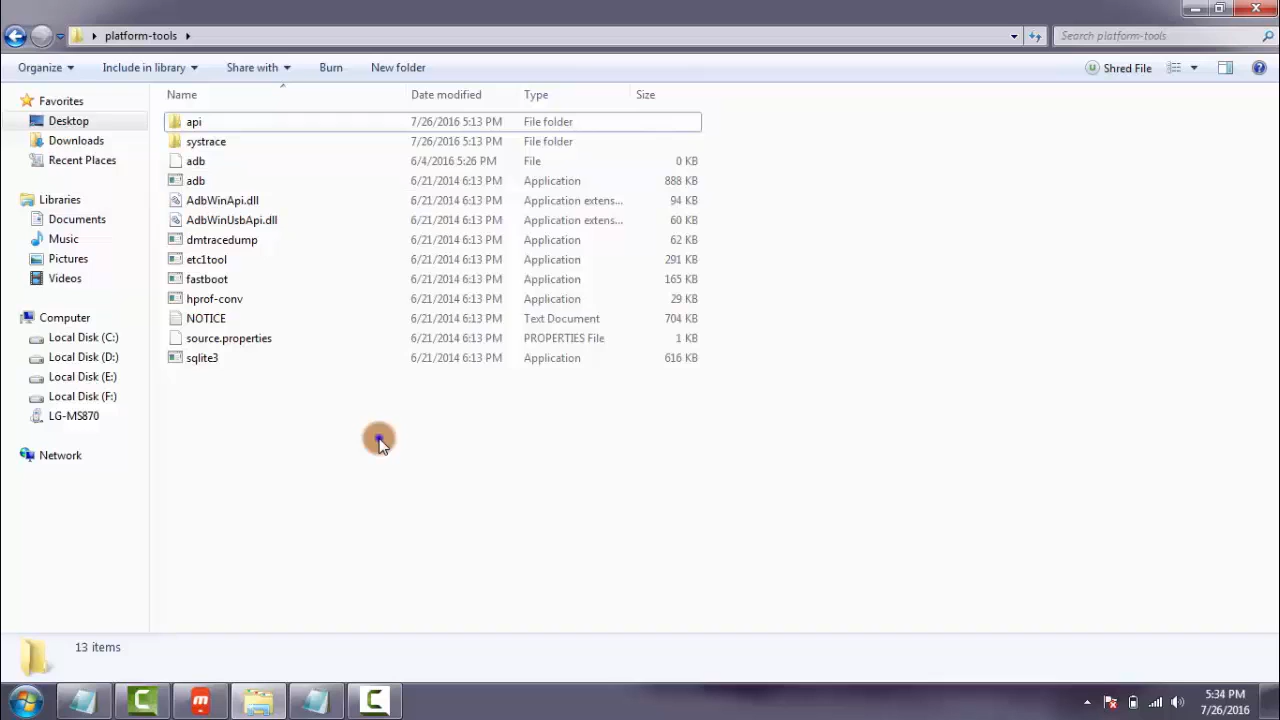 platform-tools
Search platform-tools
Organize Include in library Share with Burn New folder Shred File
Name Date modified Type Size
Favorites
Desktop
Downloads
Recent Places
Libraries
Documents
Music
Pictures
Videos
Computer
Local Disk (C:)
Local Disk (D:)
Local Disk (E:)
Local Disk (F:)
LG-MS870
Network
api 7/26/2016 5:13 PM File folder
systrace 7/26/2016 5:13 PM File folder
adb 6/4/2016 5:26 PM File 0 KB
adb 6/21/2014 6:13 PM Application 888 KB
AdbWinApi.dll 6/21/2014 6:13 PM Application extens... 94 KB
AdbWinUsbApi.dll 6/21/2014 6:13 PM Application extens... 60 KB
dmtracedump 6/21/2014 6:13 PM Application 62 KB
etc1tool 6/21/2014 6:13 PM Application 291 KB
fastboot 6/21/2014 6:13 PM Application 165 KB
hprof-conv 6/21/2014 6:13 PM Application 29 KB
NOTICE 6/21/2014 6:13 PM Text Document 704 KB
source.properties 6/21/2014 6:13 PM PROPERTIES File 1 KB
sqlite3 6/21/2014 6:13 PM Application 616 KB
13 items
5:34 PM
7/26/2016